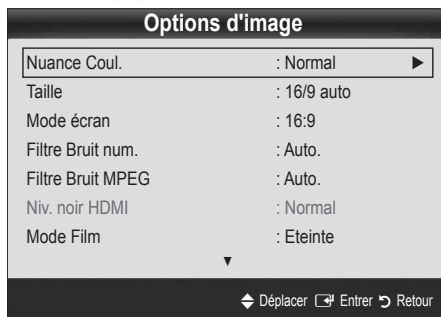 Options d'image
Nuance Coul. : Normal ▶
Taille : 16/9 auto
Mode écran : 16:9
Filtre Bruit num. : Auto.
Filtre Bruit MPEG : Auto.
Niv. noir HDMI : Normal
Mode Film : Eteinte
▼
Déplacer Entrer Retour